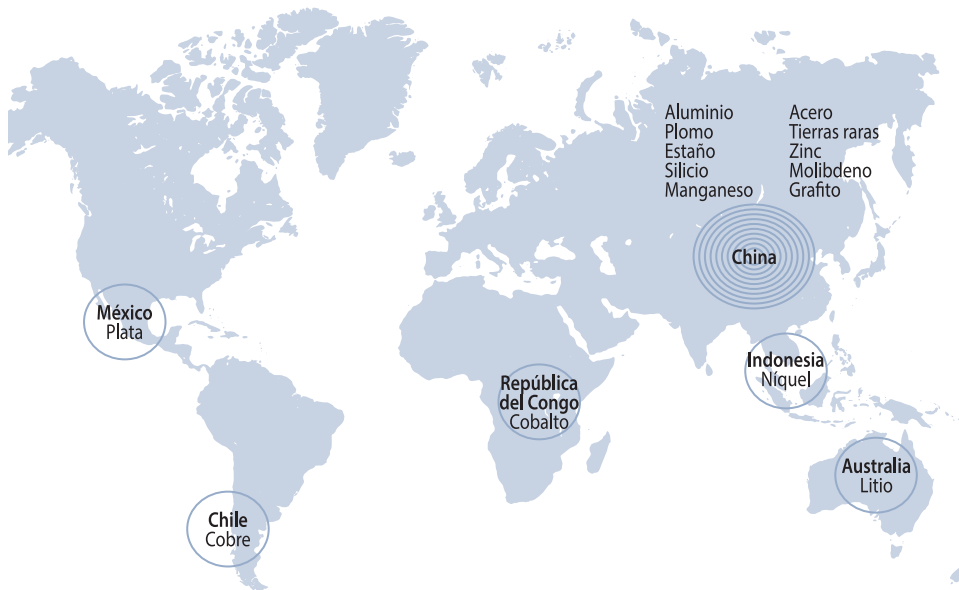 Aluminio
Plomo
Estaño
Silicio
Manganeso
Acero
Tierras raras
Zinc
Molibdeno
Grafito
China
México
Plata
República
del Congo
Cobalto
Indonesia
Níquel
Australia
Litio
Chile
Cobre